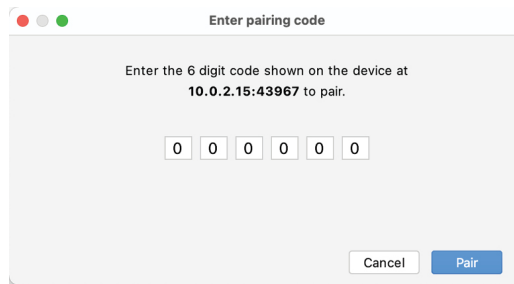 Enter pairing code
Enter the 6 digit code shown on the device at
10.0.2.15:43967 to pair.
0 0 0 0 0 0
Cancel Pair